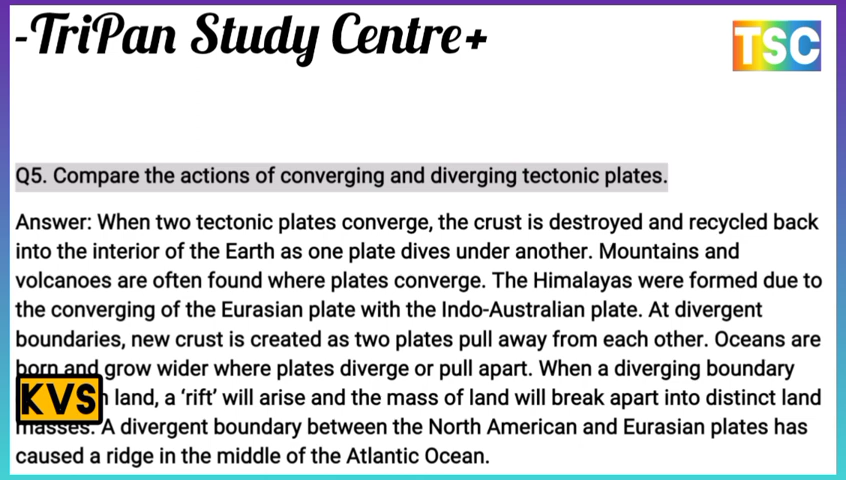 -TriPan Study Centre+
TSC
Q5. Compare the actions of converging and diverging tectonic plates.
Answer: When two tectonic plates converge, the crust is destroyed and recycled back
into the interior of the Earth as one plate dives under another. Mountains and
volcanoes are often found where plates converge. The Himalayas were formed due to
the converging of the Eurasian plate with the Indo-Australian plate. At divergent
boundaries, new crust is created as two plates pull away from each other. Oceans are
born and grow wider where plates diverge or pull apart. When a diverging boundary
KVS
land, a ‘rift’ will arise and the mass of land will break apart into distinct land
masses. A divergent boundary between the North American and Eurasian plates has
caused a ridge in the middle of the Atlantic Ocean.